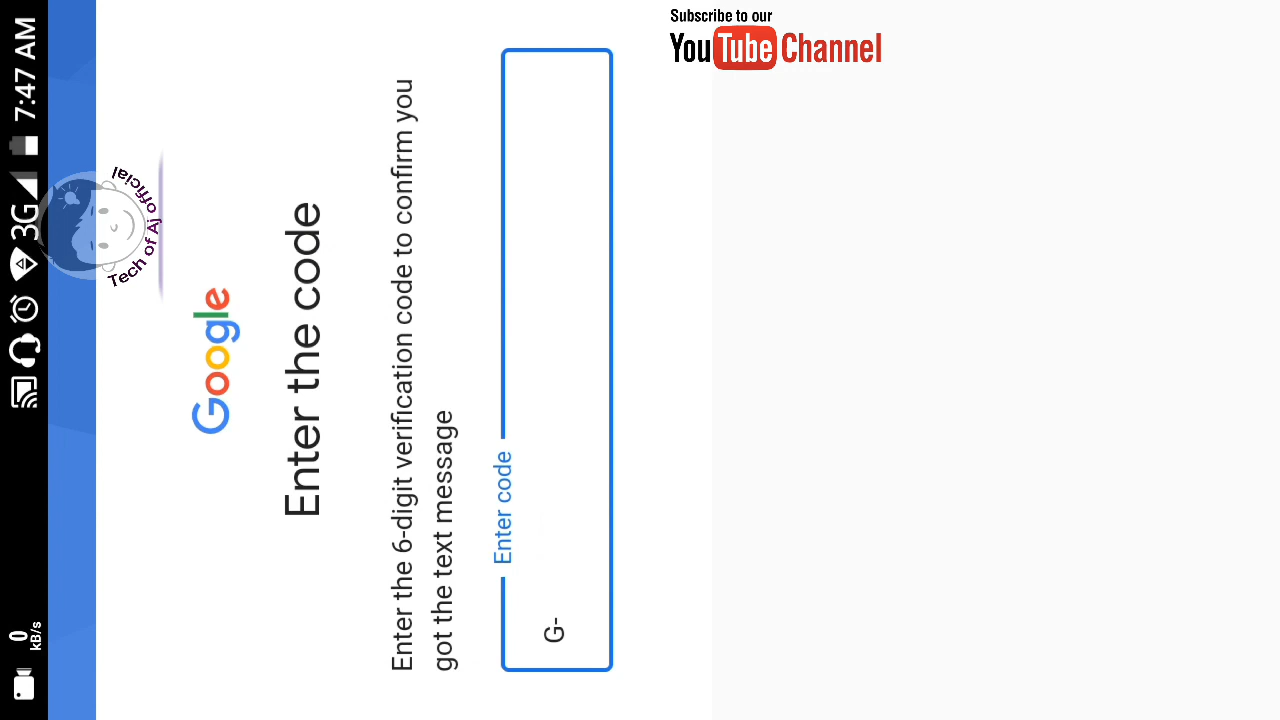 0
kB/s
3G
7:47 AM
Tech of Aj official
Google
Enter the code
Enter the 6-digit verification code to confirm you
got the text message
Enter code
G-
Subscribe to our
YouTube Channel